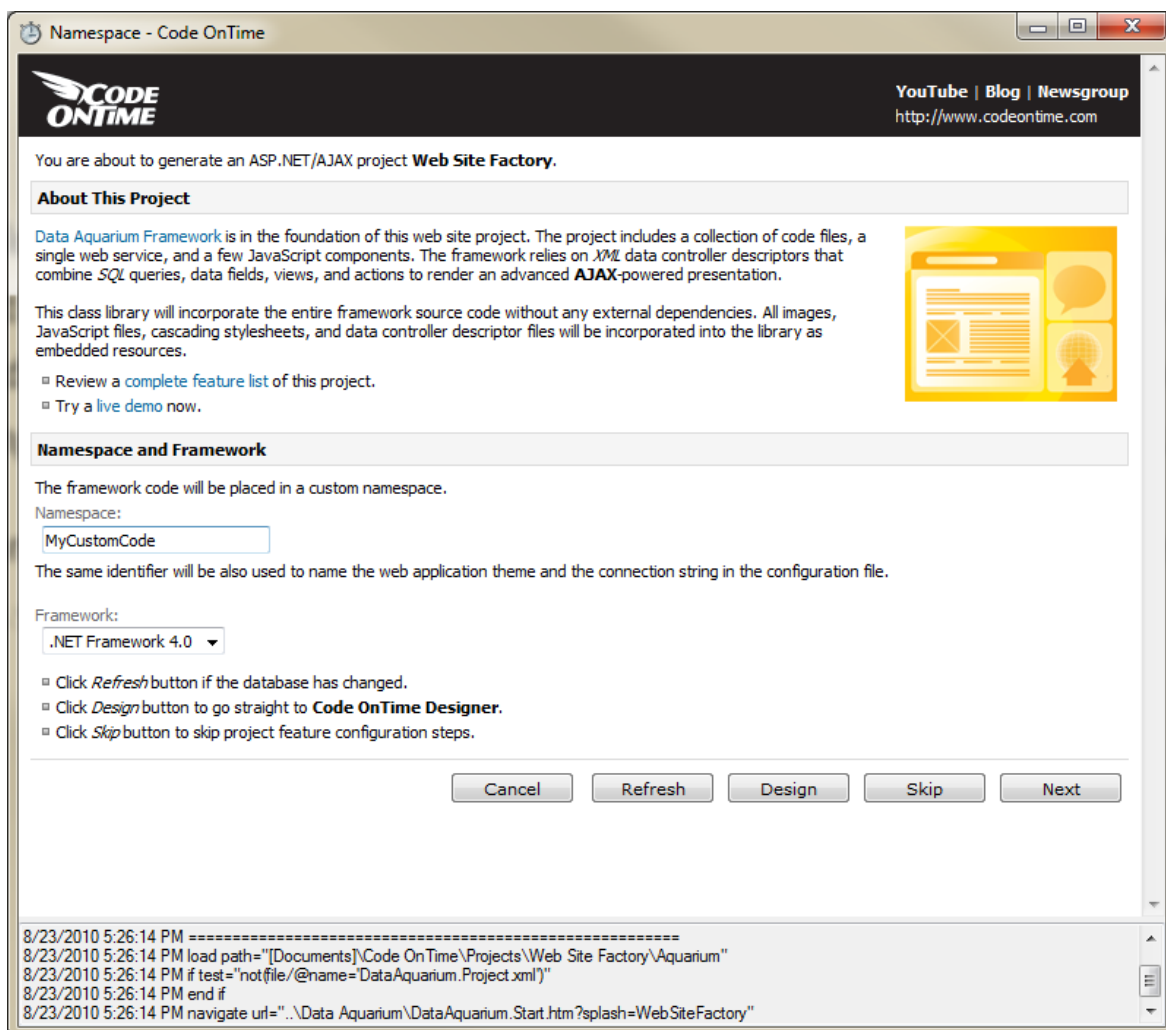 Namespace - Code OnTime
CODE
ONTIME
YouTube | Blog | Newsgroup
http://www.codeontime.com
You are about to generate an ASP.NET/AJAX project Web Site Factory.
About This Project
Data Aquarium Framework is in the foundation of this web site project. The project includes a collection of code files, a
single web service, and a few JavaScript components. The framework relies on XML data controller descriptors that
combine SQL queries, data fields, views, and actions to render an advanced AJAX-powered presentation.
This class library will incorporate the entire framework source code without any external dependencies. All images,
JavaScript files, cascading stylesheets, and data controller descriptor files will be incorporated into the library as
embedded resources.
Review a complete feature list of this project.
Try a live demo now.
Namespace and Framework
The framework code will be placed in a custom namespace.
Namespace:
MyCustomCode
The same identifier will be also used to name the web application theme and the connection string in the configuration file.
Framework:
.NET Framework 4.0
Click Refresh button if the database has changed.
Click Design button to go straight to Code OnTime Designer.
Click Skip button to skip project feature configuration steps.
Cancel Refresh Design Skip Next
8/23/2010 5:26:14 PM ========================================================
8/23/2010 5:26:14 PM load path="[Documents]\Code OnTime\Projects\Web Site Factory\Aquarium"
8/23/2010 5:26:14 PM if test="not(file/@name='DataAquarium.Project.xml')"
8/23/2010 5:26:14 PM end if
8/23/2010 5:26:14 PM navigate url="..\Data Aquarium\DataAquarium.Start.htm?splash=WebSiteFactory"